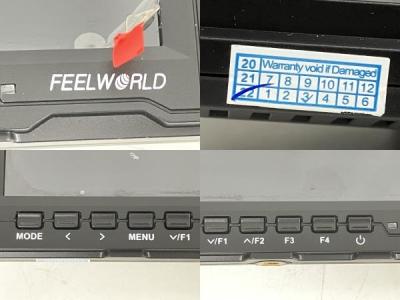 FEELWORLD
20 Warranty void if Damaged
21 7 8 9 10 11 12
22 1 2 3 4 5 6
MODE < > MENU ∨/F1
∨/F1 ∧/F2 F3 F4